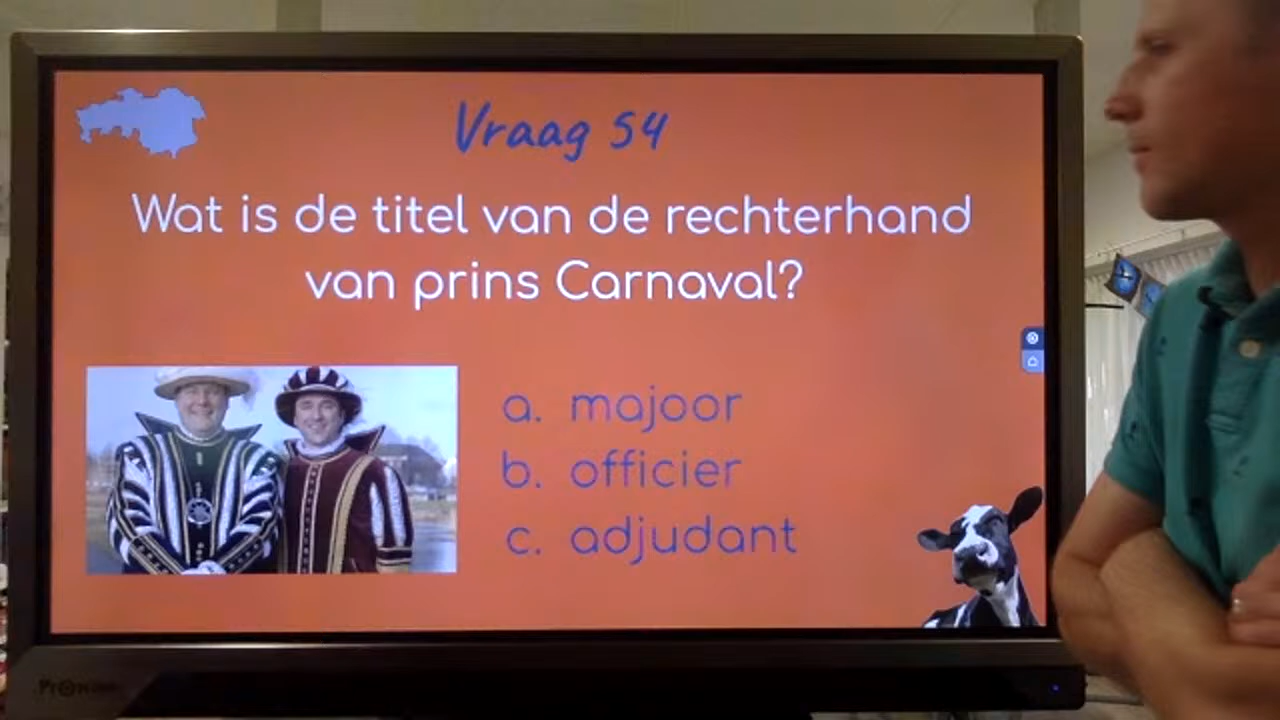 Vraag 54
Wat is de titel van de rechterhand
van prins Carnaval?
a. majoor
b. officier
c. adjudant